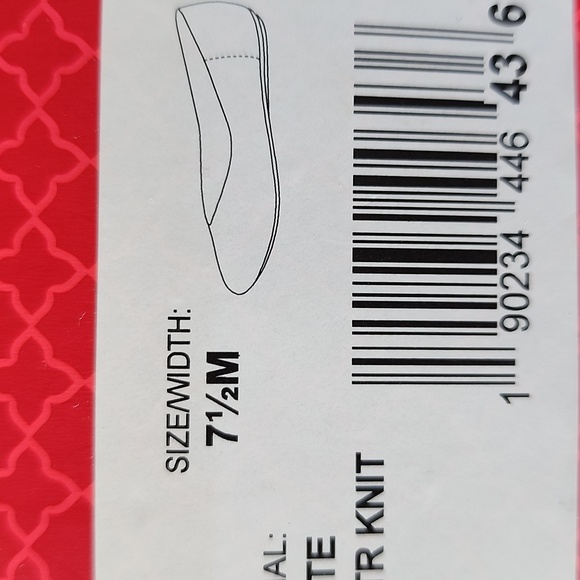 SIZE/WIDTH:
7½M
AL:
TE
TR KNIT
1 90234 446 43 6